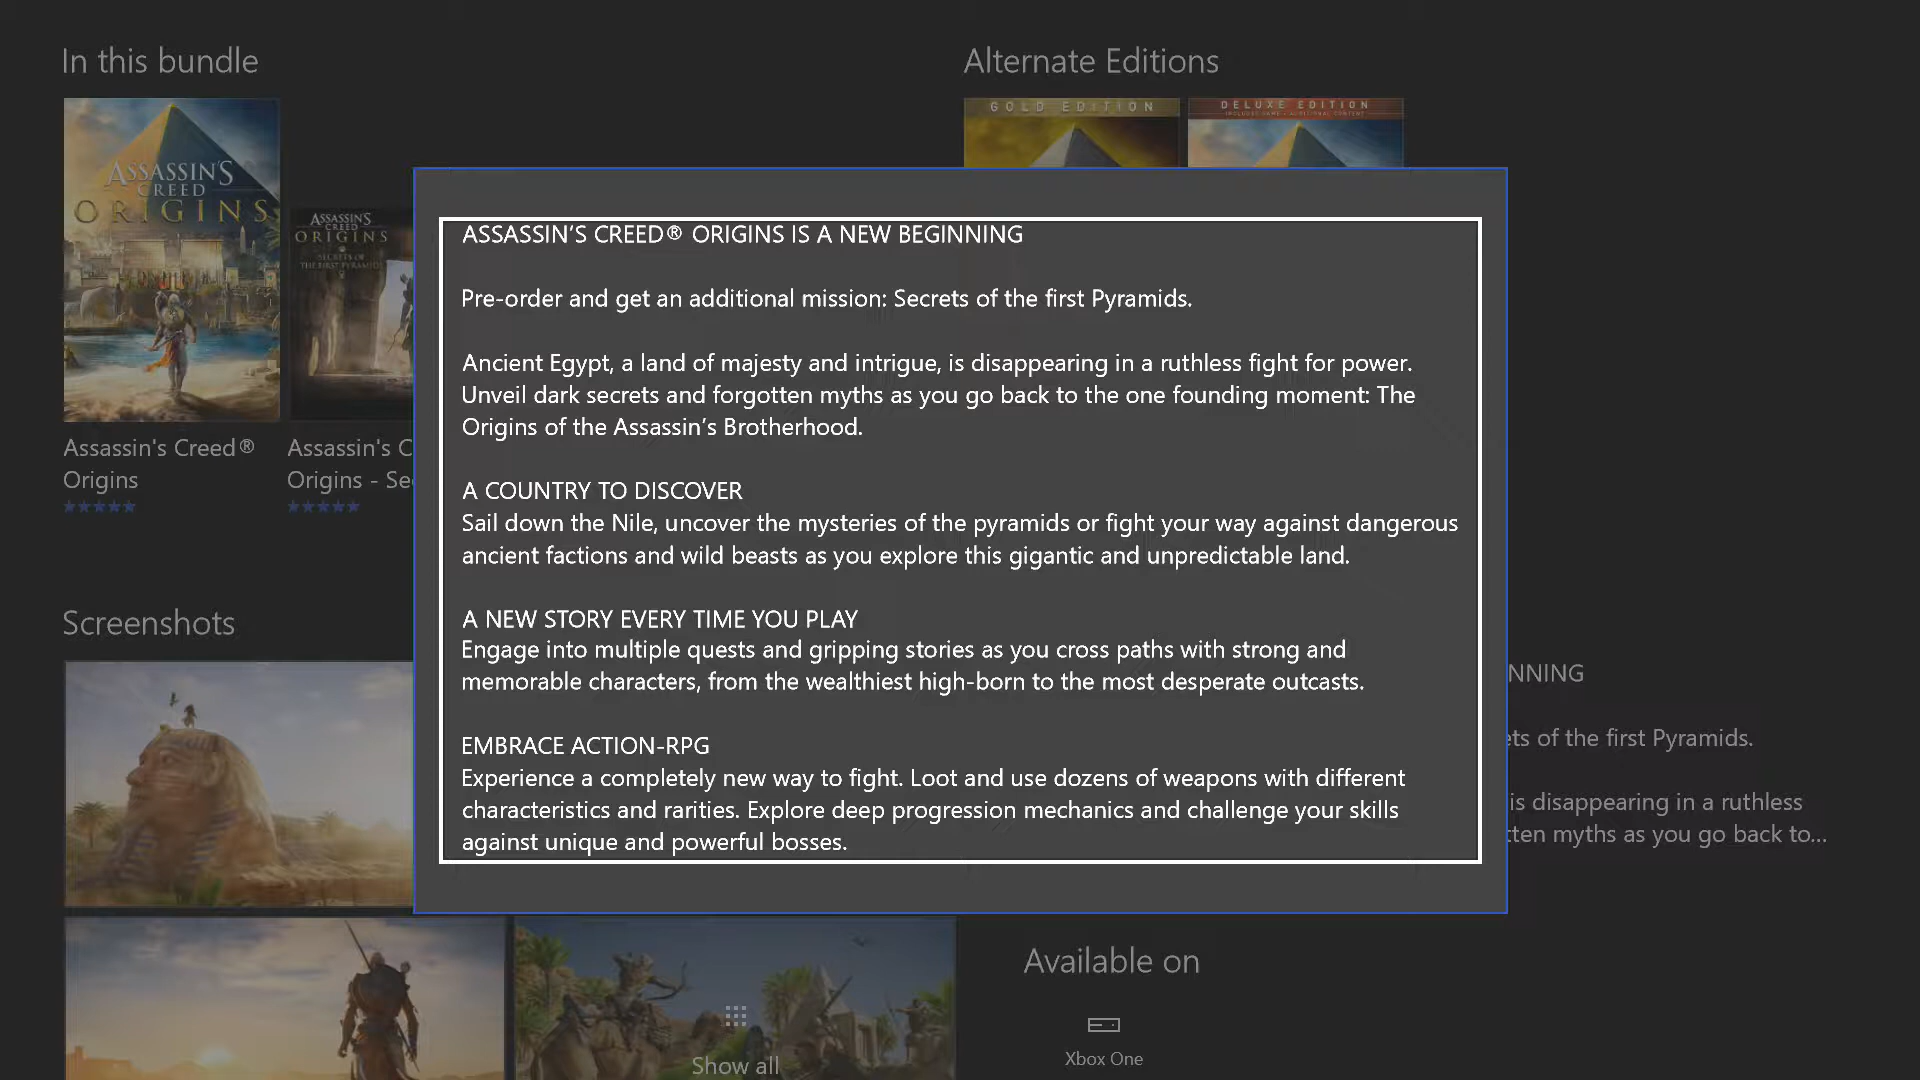 In this bundle
Alternate Editions
GOLD EDITION
DELUXE EDITION
ASSASSIN'S
CREED
ORIGINS
ASSASSIN'S
CREED
ORIGINS
SECRETS OF
THE FIRST PYRAMIDS
Assassin's Creed®
Origins
Assassin's C
Origins - Se
ASSASSIN'S CREED® ORIGINS IS A NEW BEGINNING
Pre-order and get an additional mission: Secrets of the first Pyramids.
Ancient Egypt, a land of majesty and intrigue, is disappearing in a ruthless fight for power.
Unveil dark secrets and forgotten myths as you go back to the one founding moment: The
Origins of the Assassin's Brotherhood.
A COUNTRY TO DISCOVER
Sail down the Nile, uncover the mysteries of the pyramids or fight your way against dangerous
ancient factions and wild beasts as you explore this gigantic and unpredictable land.
A NEW STORY EVERY TIME YOU PLAY
Engage into multiple quests and gripping stories as you cross paths with strong and
memorable characters, from the wealthiest high-born to the most desperate outcasts.
EMBRACE ACTION-RPG
Experience a completely new way to fight. Loot and use dozens of weapons with different
characteristics and rarities. Explore deep progression mechanics and challenge your skills
against unique and powerful bosses.
Screenshots
NNING
ets of the first Pyramids.
is disappearing in a ruthless
tten myths as you go back to...
Show all
Available on
Xbox One